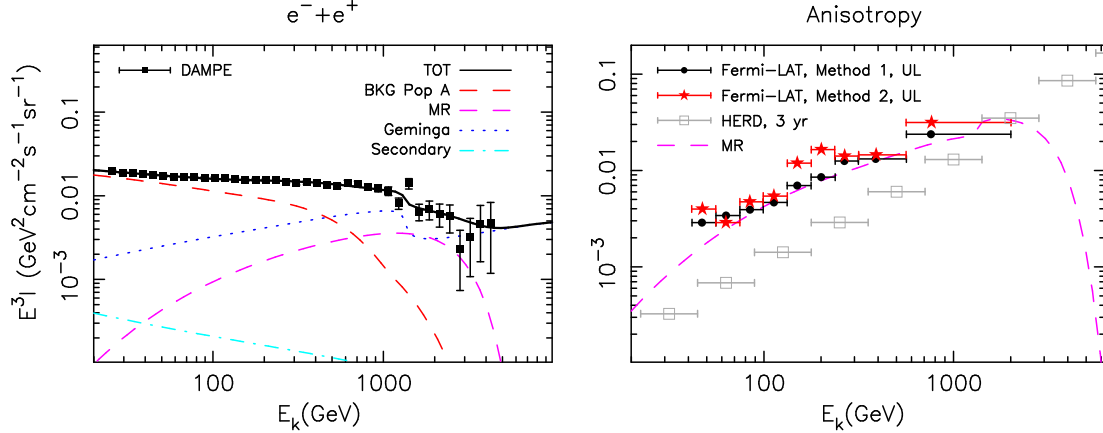 e⁻+e⁺
DAMPE
TOT
BKG Pop A
MR
Geminga
Secondary
0.1
0.01
10⁻³
E³I (GeV²cm⁻²s⁻¹sr⁻¹)
100
1000
Eₖ(GeV)
Anisotropy
Fermi-LAT, Method 1, UL
Fermi-LAT, Method 2, UL
HERD, 3 yr
MR
0.1
0.01
10⁻³
100
1000
Eₖ(GeV)